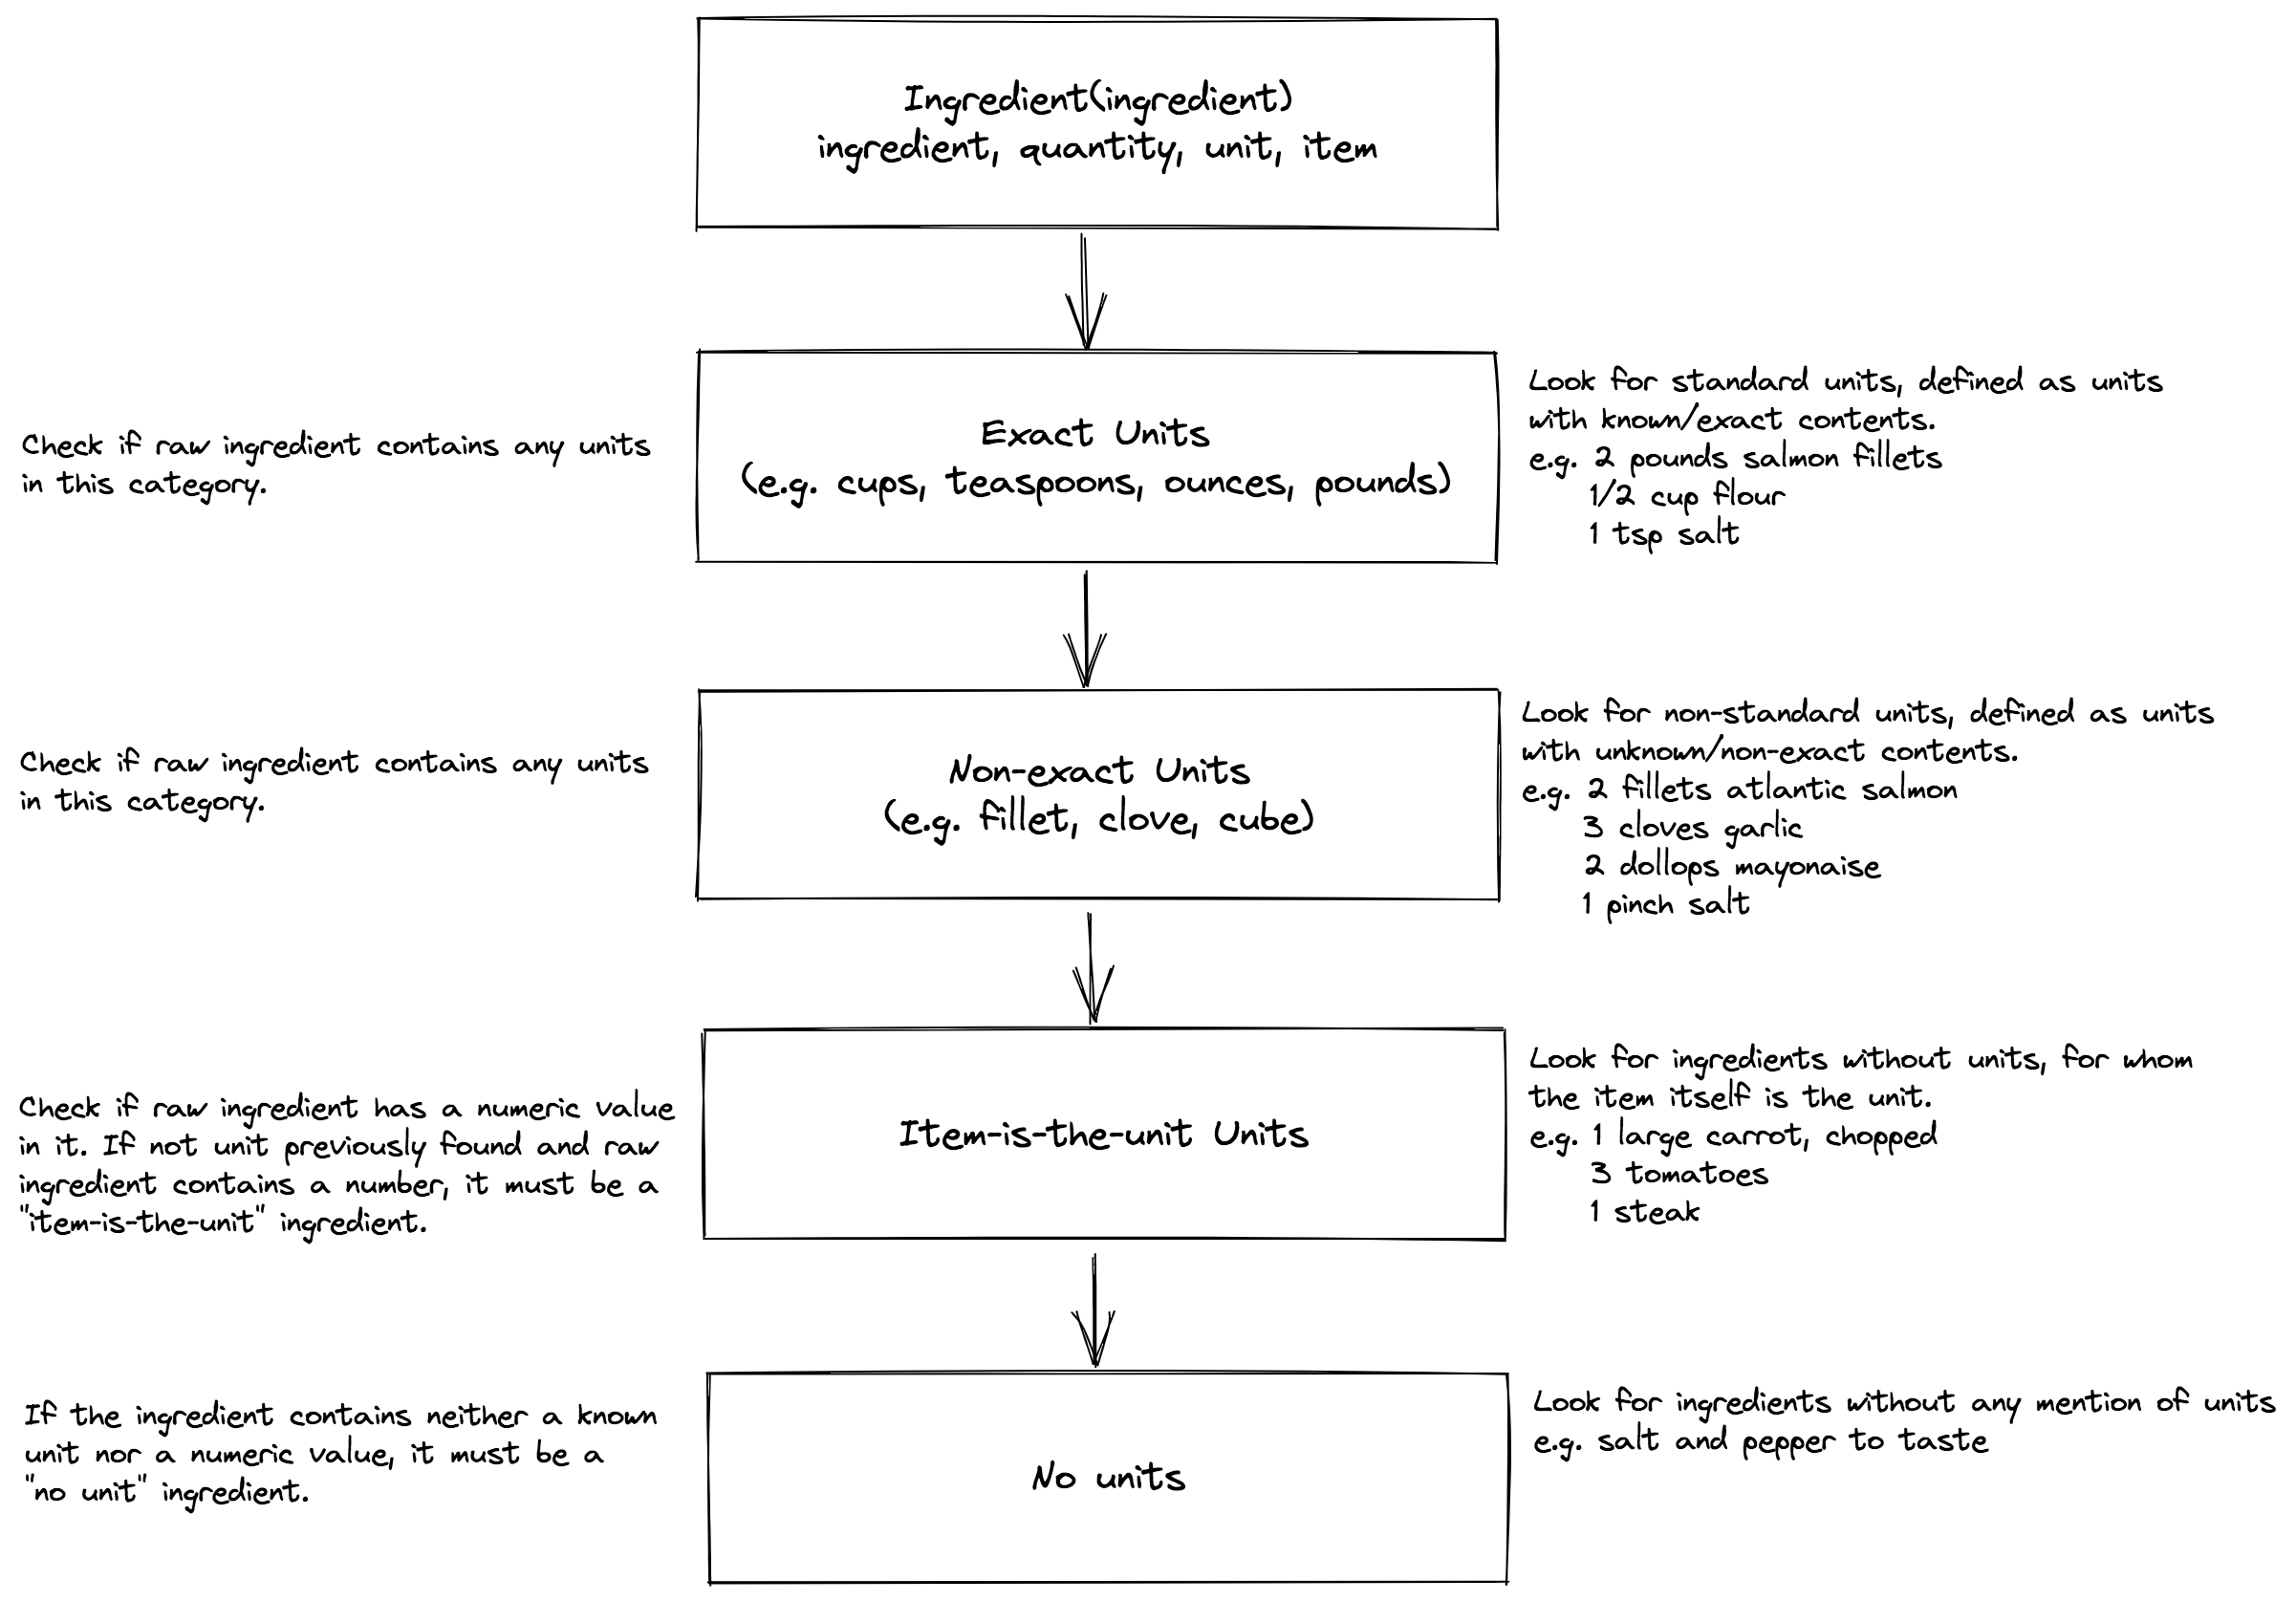 Ingredient(ingredient)
ingredient, quantity, unit, item
Check if raw ingredient contains any units
in this category.
Exact Units
(e.g. cups, teaspoons, ounces, pounds)
Look for standard units, defined as units
with known/exact contents.
e.g. 2 pounds salmon fillets
1/2 cup flour
1 tsp salt
Check if raw ingredient contains any units
in this category.
Non-exact Units
(e.g. fillet, clove, cube)
Look for non-standard units, defined as units
with unknown/non-exact contents.
e.g. 2 fillets atlantic salmon
3 cloves garlic
2 dollops mayonaise
1 pinch salt
Check if raw ingredient has a numeric value
in it. If not unit previously found and raw
ingredient contains a number, it must be a
"item-is-the-unit" ingredient.
Item-is-the-unit Units
Look for ingredients without units, for whom
the item itself is the unit.
e.g. 1 large carrot, chopped
3 tomatoes
1 steak
If the ingredient contains neither a known
unit nor a numeric value, it must be a
"no unit" ingredient.
No units
Look for ingredients without any mention of units
e.g. salt and pepper to taste